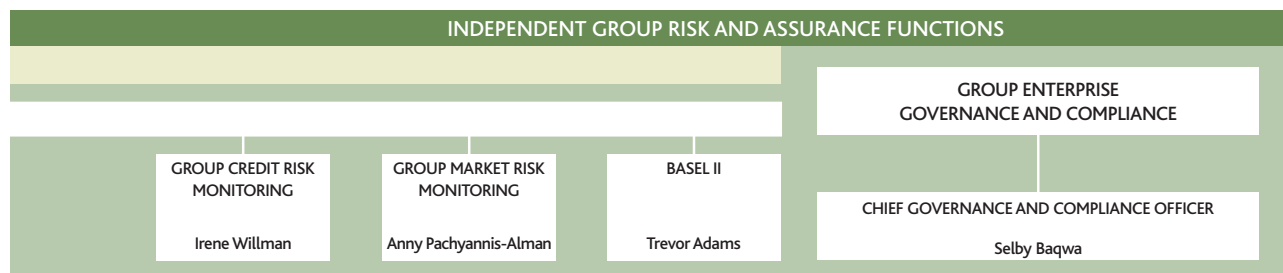 INDEPENDENT GROUP RISK AND ASSURANCE FUNCTIONS
GROUP ENTERPRISE
GOVERNANCE AND COMPLIANCE
GROUP CREDIT RISK
MONITORING
Irene Willman
GROUP MARKET RISK
MONITORING
Anny Pachyannis-Alman
BASEL II
Trevor Adams
CHIEF GOVERNANCE AND COMPLIANCE OFFICER
Selby Baqwa